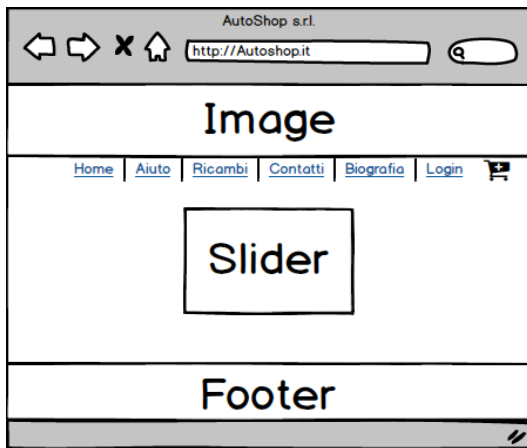 AutoShop s.r.l.
http://Autoshop.it
Image
Home Aiuto Ricambi Contatti Biografia Login
Slider
Footer